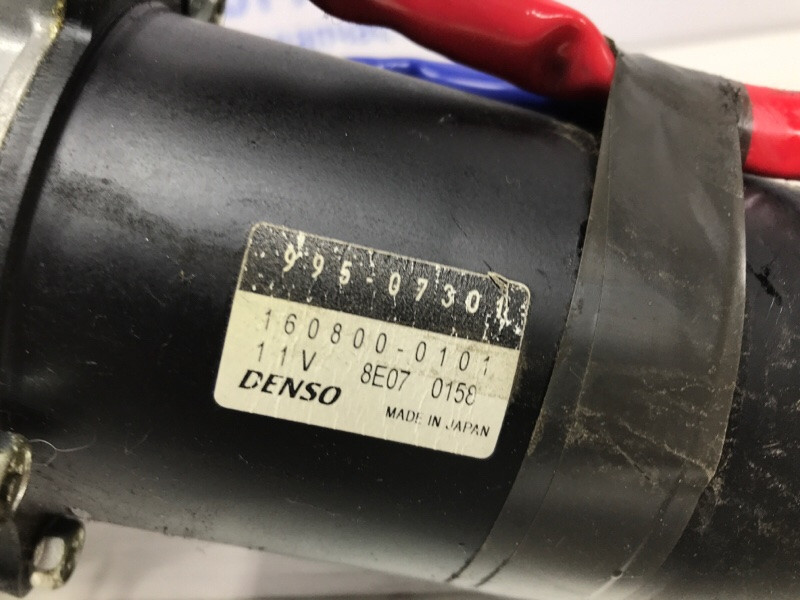 995-07301
160800-0101
11V 8E07 0158
DENSO
MADE IN JAPAN